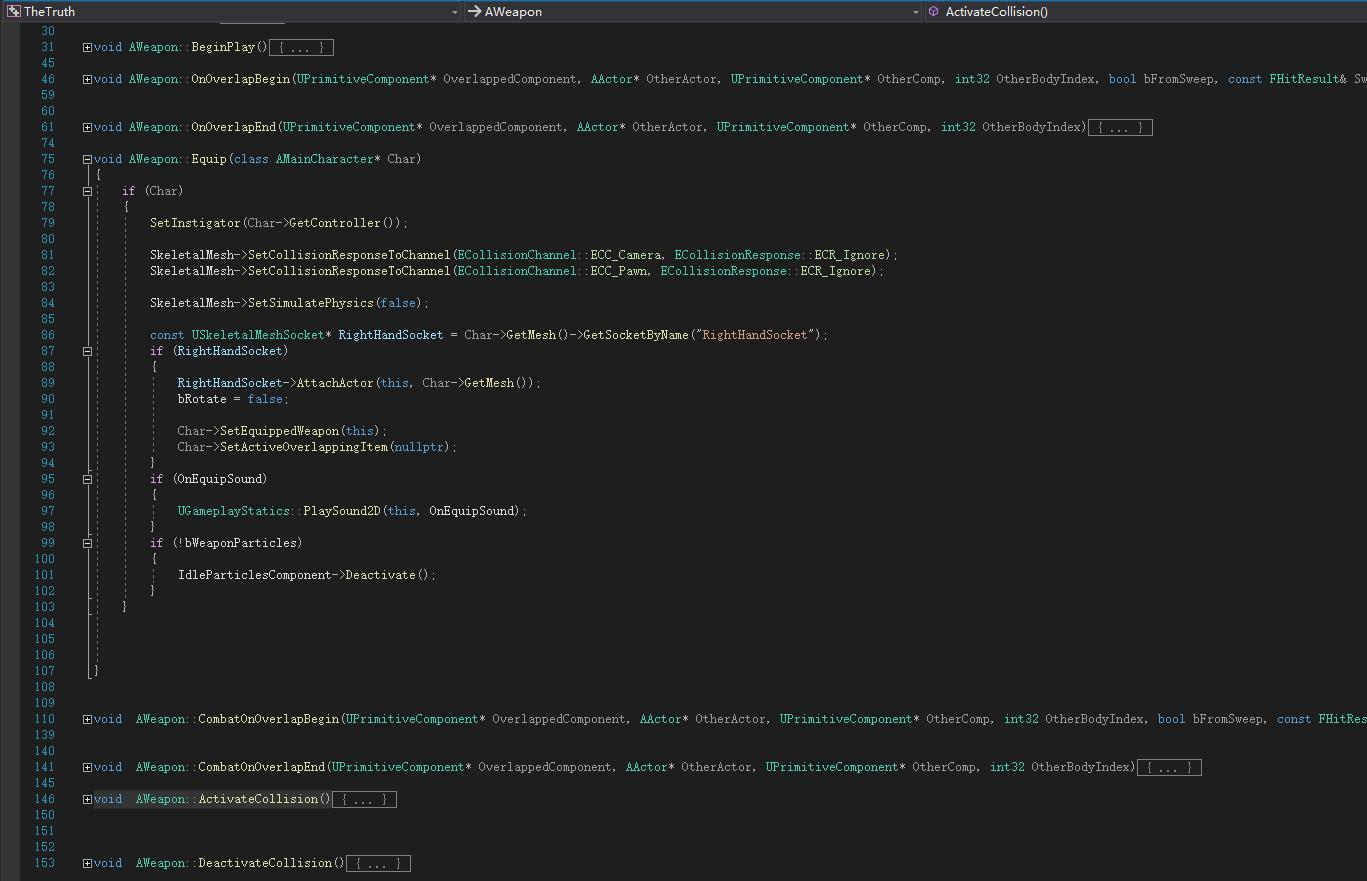 TheTruth AWeapon ActivateCollision()
30
31 void AWeapon::BeginPlay() { ... }
45
46 void AWeapon::OnOverlapBegin(UPrimitiveComponent* OverlappedComponent, AActor* OtherActor, UPrimitiveComponent* OtherComp, int32 OtherBodyIndex, bool bFromSweep, const FHitResult& Sw
59
60
61 void AWeapon::OnOverlapEnd(UPrimitiveComponent* OverlappedComponent, AActor* OtherActor, UPrimitiveComponent* OtherComp, int32 OtherBodyIndex) { ... }
74
75 void AWeapon::Equip(class AMainCharacter* Char)
76 {
77 if (Char)
78 {
79 SetInstigator(Char->GetController());
80
81 SkeletalMesh->SetCollisionResponseToChannel(ECollisionChannel::ECC_Camera, ECollisionResponse::ECR_Ignore);
82 SkeletalMesh->SetCollisionResponseToChannel(ECollisionChannel::ECC_Pawn, ECollisionResponse::ECR_Ignore);
83
84 SkeletalMesh->SetSimulatePhysics(false);
85
86 const USkeletalMeshSocket* RightHandSocket = Char->GetMesh()->GetSocketByName("RightHandSocket");
87 if (RightHandSocket)
88 {
89 RightHandSocket->AttachActor(this, Char->GetMesh());
90 bRotate = false;
91
92 Char->SetEquippedWeapon(this);
93 Char->SetActiveOverlappingItem(nullptr);
94 }
95 if (OnEquipSound)
96 {
97 UGameplayStatics::PlaySound2D(this, OnEquipSound);
98 }
99 if (!bWeaponParticles)
100 {
101 IdleParticlesComponent->Deactivate();
102 }
103 }
104
105
106
107 }
108
109
110 void AWeapon::CombatOnOverlapBegin(UPrimitiveComponent* OverlappedComponent, AActor* OtherActor, UPrimitiveComponent* OtherComp, int32 OtherBodyIndex, bool bFromSweep, const FHitRes
139
140
141 void AWeapon::CombatOnOverlapEnd(UPrimitiveComponent* OverlappedComponent, AActor* OtherActor, UPrimitiveComponent* OtherComp, int32 OtherBodyIndex) { ... }
145
146 void AWeapon::ActivateCollision() { ... }
150
151
152
153 void AWeapon::DeactivateCollision() { ... }